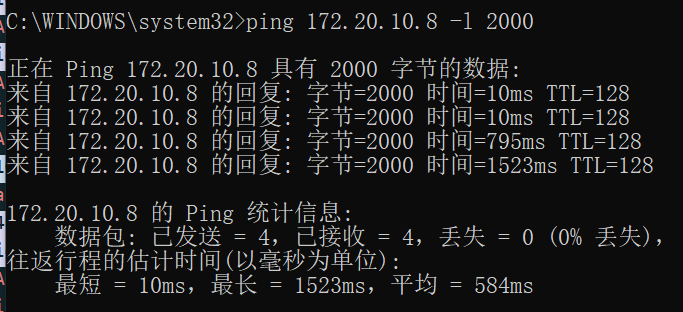 C:\WINDOWS\system32>ping 172.20.10.8 -l 2000
正在 Ping 172.20.10.8 具有 2000 字节的数据:
来自 172.20.10.8 的回复: 字节=2000 时间=10ms TTL=128
来自 172.20.10.8 的回复: 字节=2000 时间=10ms TTL=128
来自 172.20.10.8 的回复: 字节=2000 时间=795ms TTL=128
来自 172.20.10.8 的回复: 字节=2000 时间=1523ms TTL=128
172.20.10.8 的 Ping 统计信息:
数据包: 已发送 = 4，已接收 = 4，丢失 = 0 (0% 丢失)，
往返行程的估计时间(以毫秒为单位):
最短 = 10ms，最长 = 1523ms，平均 = 584ms